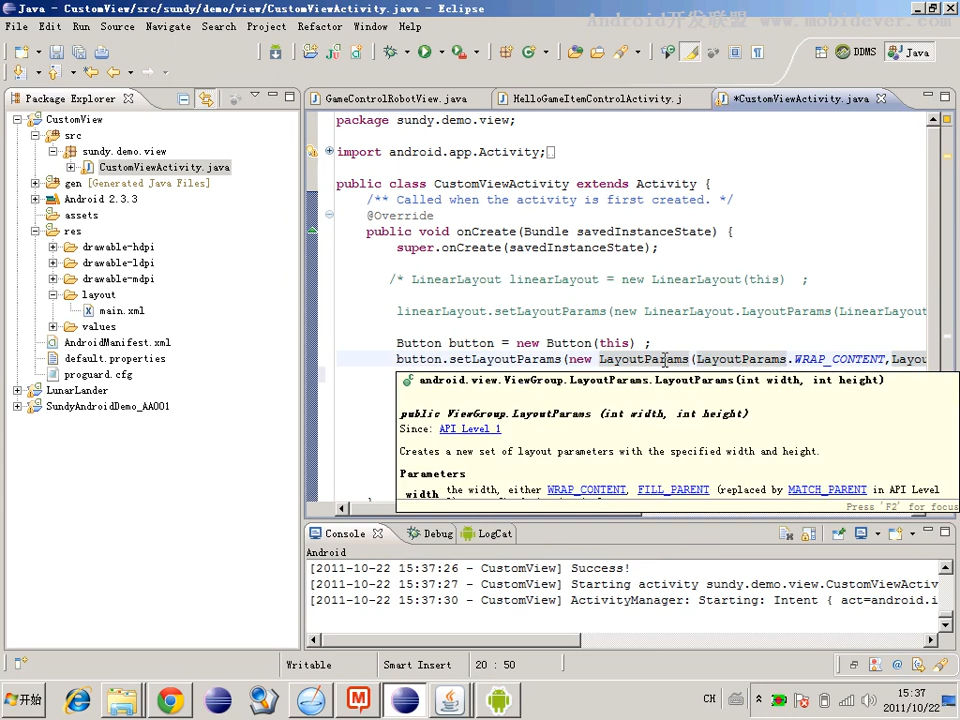 Java - CustomView/src/sundy/demo/view/CustomViewActivity.java - Eclipse
Android开发联盟 www.mobidever.com
File Edit Run Source Navigate Search Project Refactor Window Help
DDMS Java
Package Explorer
GameControlRobotView.java
HelloGameItemControlActivity.j
*CustomViewActivity.java
CustomView
src
sundy.demo.view
CustomViewActivity.java
gen [Generated Java Files]
Android 2.3.3
assets
res
drawable-hdpi
drawable-ldpi
drawable-mdpi
layout
main.xml
values
AndroidManifest.xml
default.properties
proguard.cfg
LunarLander
SundyAndroidDemo_AA001
package sundy.demo.view;
import android.app.Activity;
public class CustomViewActivity extends Activity {
/** Called when the activity is first created. */
@Override
public void onCreate(Bundle savedInstanceState) {
super.onCreate(savedInstanceState);
/* LinearLayout linearLayout = new LinearLayout(this) ;
linearLayout.setLayoutParams(new LinearLayout.LayoutParams(LinearLayout
Button button = new Button(this) ;
button.setLayoutParams(new LayoutParams(LayoutParams.WRAP_CONTENT,Layou
android.view.ViewGroup.LayoutParams.LayoutParams(int width, int height)
public ViewGroup.LayoutParams (int width, int height)
Since: API Level 1
Creates a new set of layout parameters with the specified width and height.
Parameters
width the width, either WRAP_CONTENT, FILL_PARENT (replaced by MATCH_PARENT in API Level
Press 'F2' for focus
}
Console Debug LogCat
Android
[2011-10-22 15:37:26 - CustomView] Success!
[2011-10-22 15:37:27 - CustomView] Starting activity sundy.demo.view.CustomViewActiv
[2011-10-22 15:37:30 - CustomView] ActivityManager: Starting: Intent { act=android.i
Writable Smart Insert 20 : 50
开始
CH
15:37
2011/10/22